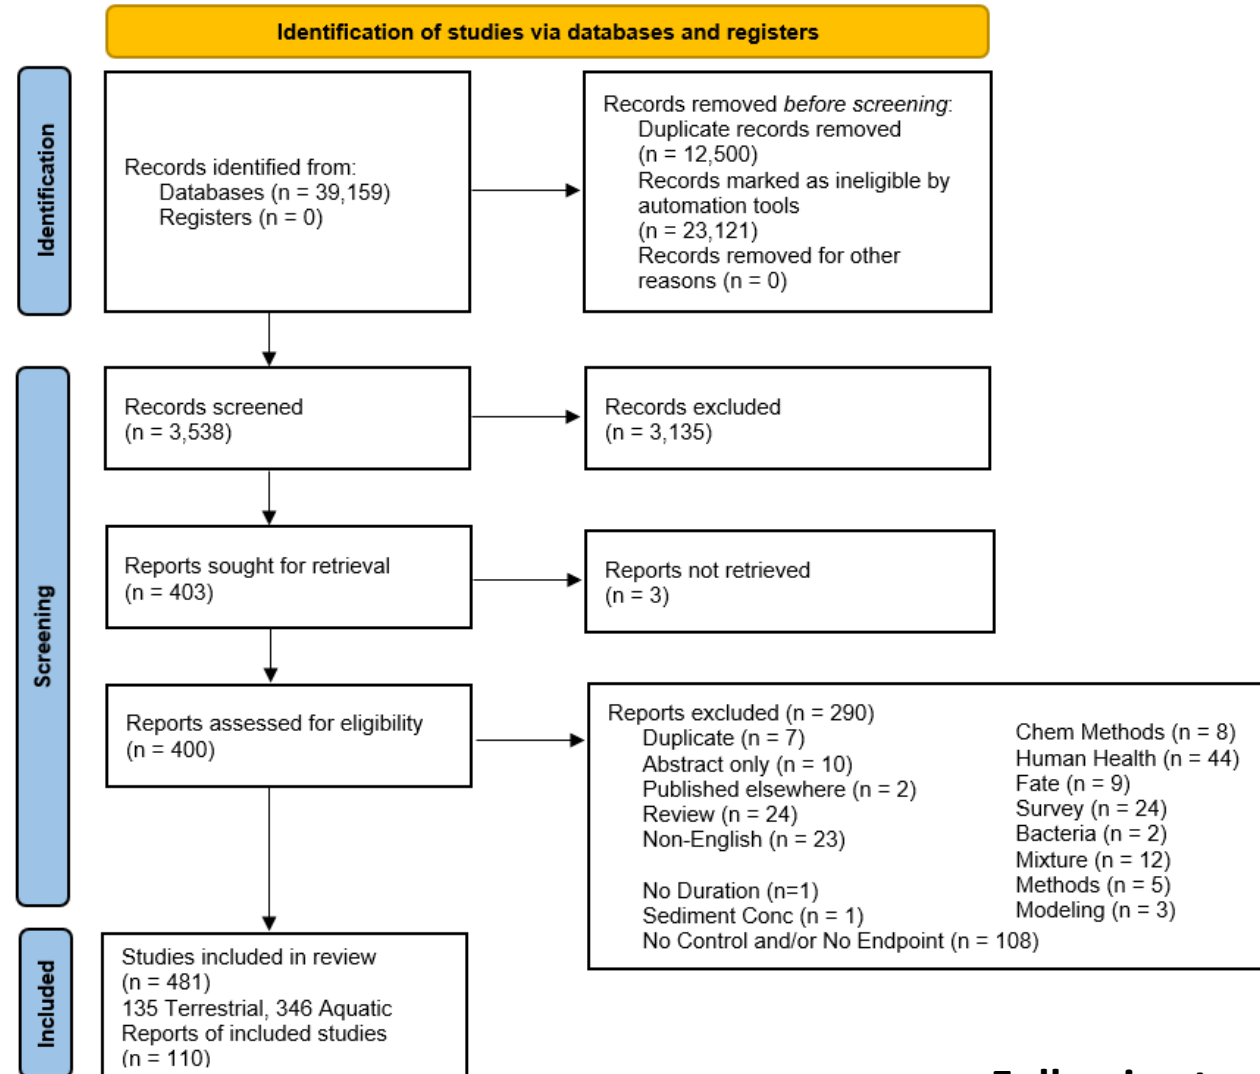 Identification of studies via databases and registers
Identification
Records identified from:
Databases (n = 39,159)
Registers (n = 0)
Records removed before screening:
Duplicate records removed
(n = 12,500)
Records marked as ineligible by
automation tools
(n = 23,121)
Records removed for other
reasons (n = 0)
Screening
Records screened
(n = 3,538)
Records excluded
(n = 3,135)
Reports sought for retrieval
(n = 403)
Reports not retrieved
(n = 3)
Reports assessed for eligibility
(n = 400)
Reports excluded (n = 290)
Duplicate (n = 7)
Abstract only (n = 10)
Published elsewhere (n = 2)
Review (n = 24)
Non-English (n = 23)
No Duration (n=1)
Sediment Conc (n = 1)
No Control and/or No Endpoint (n = 108)
Chem Methods (n = 8)
Human Health (n = 44)
Fate (n = 9)
Survey (n = 24)
Bacteria (n = 2)
Mixture (n = 12)
Methods (n = 5)
Modeling (n = 3)
Included
Studies included in review
(n = 481)
135 Terrestrial, 346 Aquatic
Reports of included studies
(n = 110)